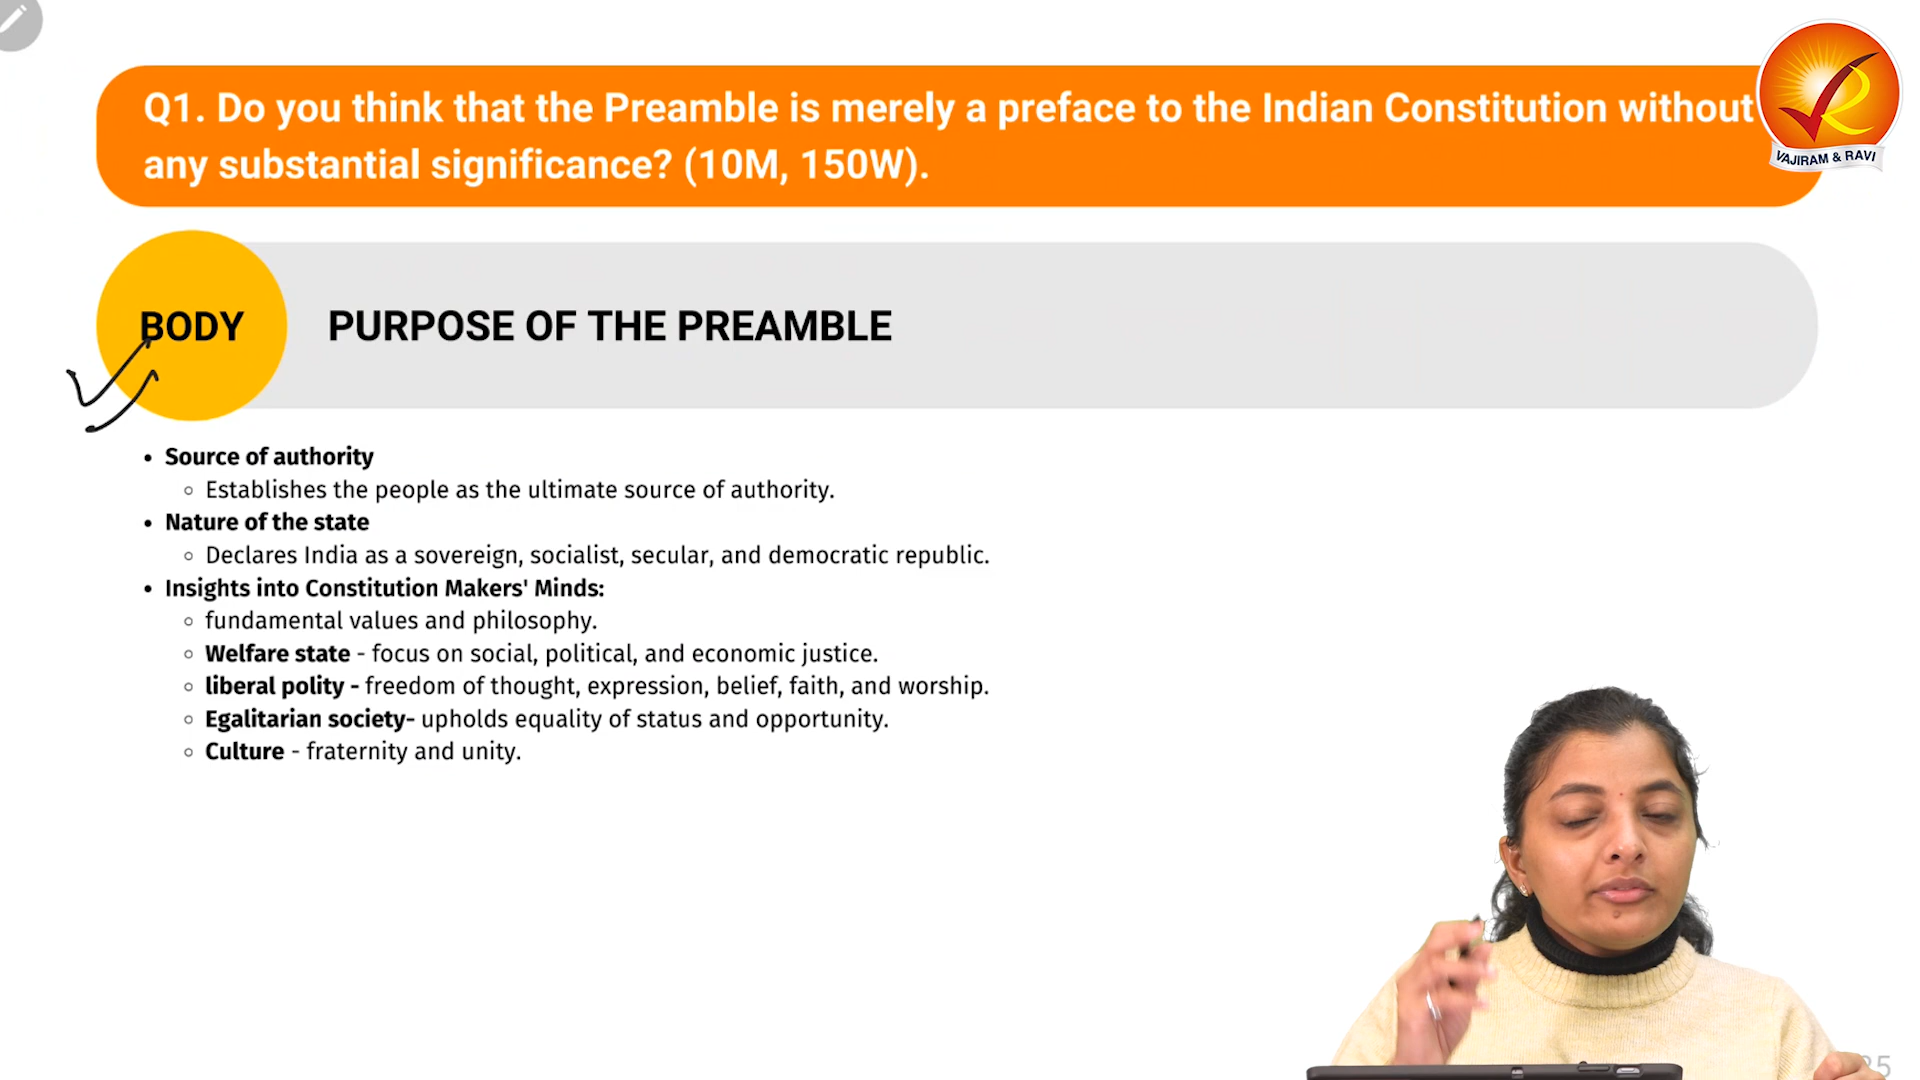 Q1. Do you think that the Preamble is merely a preface to the Indian Constitution without
any substantial significance? (10M, 150W).
VAJIRAM & RAVI
BODY
PURPOSE OF THE PREAMBLE
• Source of authority
◦ Establishes the people as the ultimate source of authority.
• Nature of the state
◦ Declares India as a sovereign, socialist, secular, and democratic republic.
• Insights into Constitution Makers' Minds:
◦ fundamental values and philosophy.
◦ Welfare state - focus on social, political, and economic justice.
◦ liberal polity - freedom of thought, expression, belief, faith, and worship.
◦ Egalitarian society- upholds equality of status and opportunity.
◦ Culture - fraternity and unity.